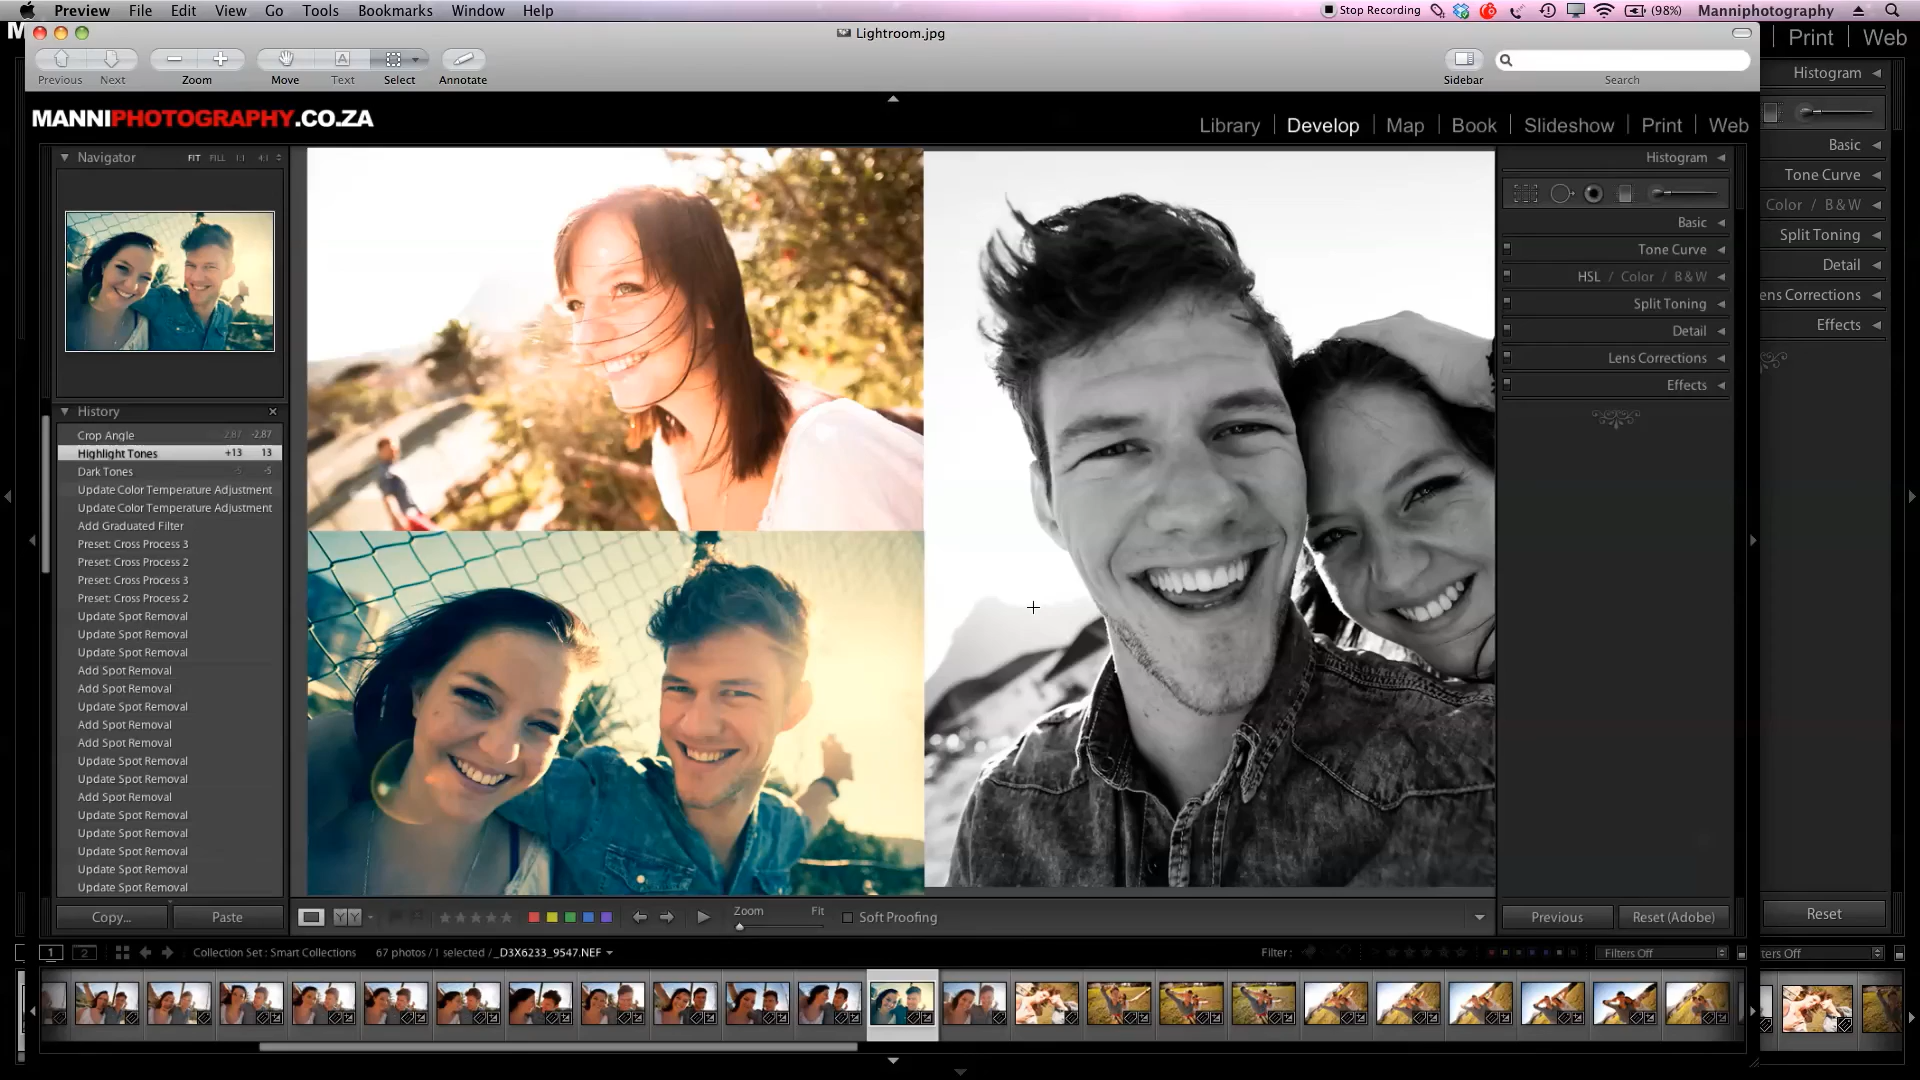 Preview File Edit View Go Tools Bookmarks Window Help Stop Recording (98%) Manniphotography
Lightroom.jpg
Previous Next Zoom Move Text Select Annotate Sidebar Search
Print Web
MANNIPHOTOGRAPHY.CO.ZA
Library Develop Map Book Slideshow Print Web
Navigator FIT FILL 1:1 4:1
History
Crop Angle 2.87 -2.87
Highlight Tones +13 13
Dark Tones -5 -5
Update Color Temperature Adjustment
Update Color Temperature Adjustment
Add Graduated Filter
Preset: Cross Process 3
Preset: Cross Process 2
Preset: Cross Process 3
Preset: Cross Process 2
Update Spot Removal
Update Spot Removal
Update Spot Removal
Add Spot Removal
Add Spot Removal
Update Spot Removal
Add Spot Removal
Add Spot Removal
Update Spot Removal
Update Spot Removal
Add Spot Removal
Update Spot Removal
Update Spot Removal
Update Spot Removal
Update Spot Removal
Update Spot Removal
Copy... Paste
Histogram
Basic
Tone Curve
HSL / Color / B & W
Split Toning
Detail
Lens Corrections
Effects
Histogram
Basic
Tone Curve
Color / B & W
Split Toning
Detail
ens Corrections
Effects
YY Zoom Fit Soft Proofing
Previous Reset (Adobe)
Reset
1 2 Collection Set : Smart Collections 67 photos / 1 selected / _D3X6233_9547.NEF Filter : Filters Off
ters Off